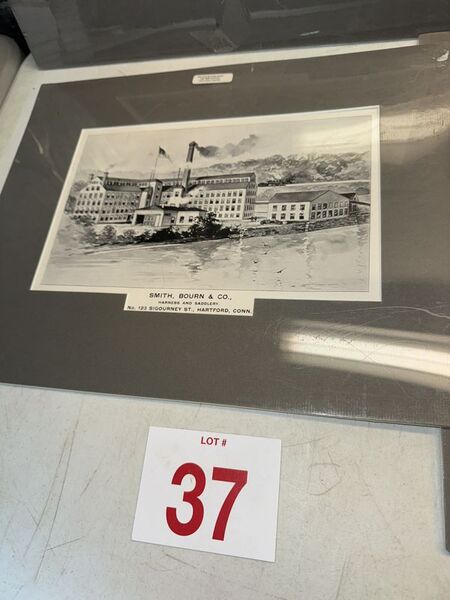 SMITH, BOURN & CO.,
HARNESS AND SADDLERY
No. 123 SIGOURNEY ST., HARTFORD, CONN.
LOT #
37